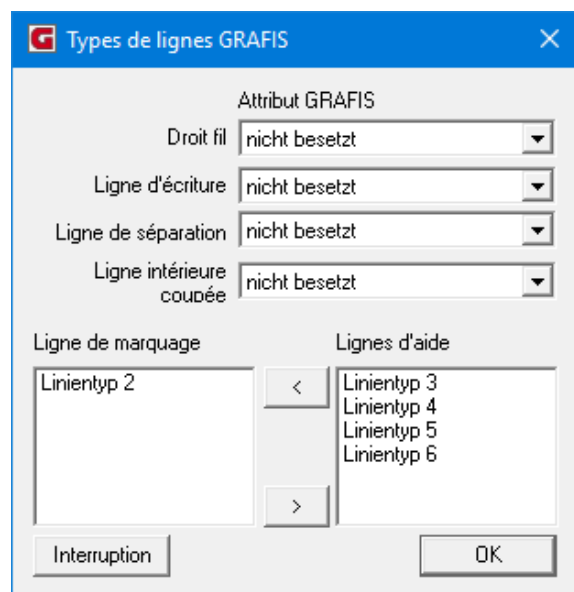 G Types de lignes GRAFIS
Attribut GRAFIS
Droit fil nicht besetzt
Ligne d'écriture nicht besetzt
Ligne de séparation nicht besetzt
Ligne intérieure
coupée nicht besetzt
Ligne de marquage
Linientyp 2
<
>
Lignes d'aide
Linientyp 3
Linientyp 4
Linientyp 5
Linientyp 6
Interruption OK